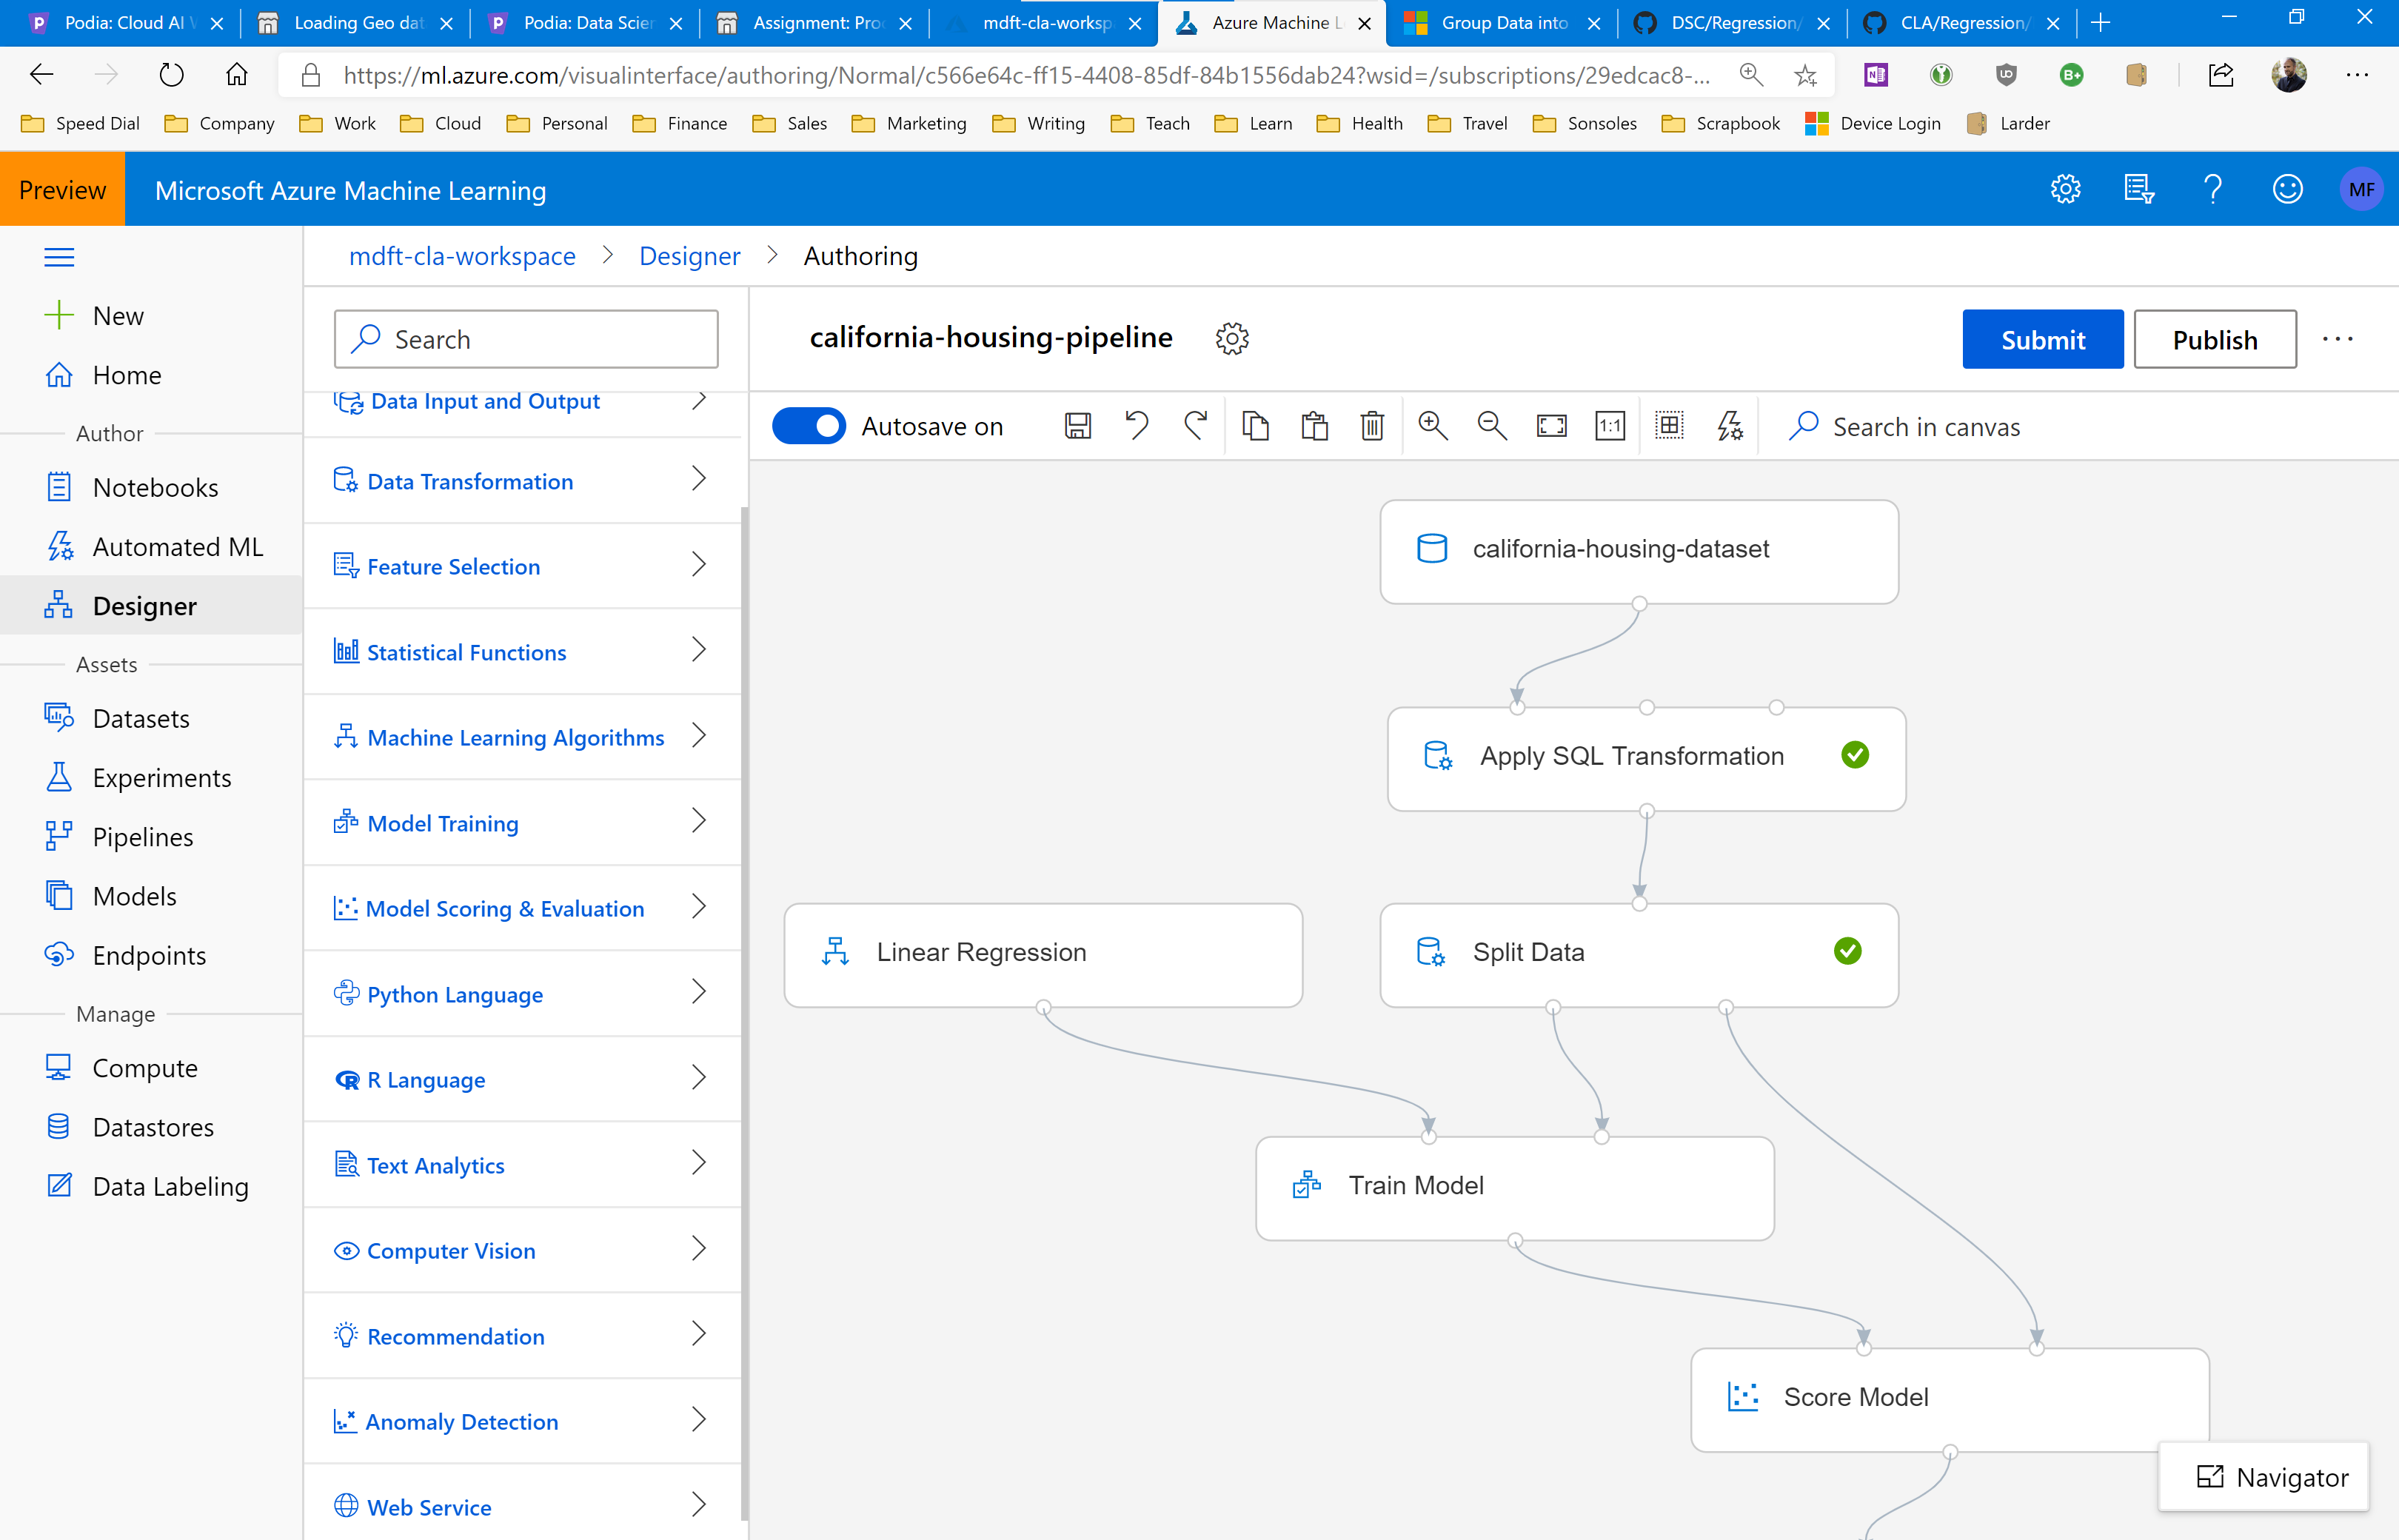 Podia: Cloud AI
Loading Geo dat
Podia: Data Scien
Assignment: Pro
mdft-cla-worksp
Azure Machine L
Group Data into
DSC/Regression/
CLA/Regression/
https://ml.azure.com/visualinterface/authoring/Normal/c566e64c-ff15-4408-85df-84b1556dab24?wsid=/subscriptions/29edcac8-...
Speed Dial
Company
Work
Cloud
Personal
Finance
Sales
Marketing
Writing
Teach
Learn
Health
Travel
Sonsoles
Scrapbook
Device Login
Larder
Preview
Microsoft Azure Machine Learning
MF
New
Home
Author
Notebooks
Automated ML
Designer
Assets
Datasets
Experiments
Pipelines
Models
Endpoints
Manage
Compute
Datastores
Data Labeling
mdft-cla-workspace > Designer > Authoring
Search
Data Input and Output
Data Transformation
Feature Selection
Statistical Functions
Machine Learning Algorithms
Model Training
Model Scoring & Evaluation
Python Language
R Language
Text Analytics
Computer Vision
Recommendation
Anomaly Detection
Web Service
california-housing-pipeline
Submit
Publish
Autosave on
1:1
Search in canvas
california-housing-dataset
Apply SQL Transformation
Linear Regression
Split Data
Train Model
Score Model
Navigator